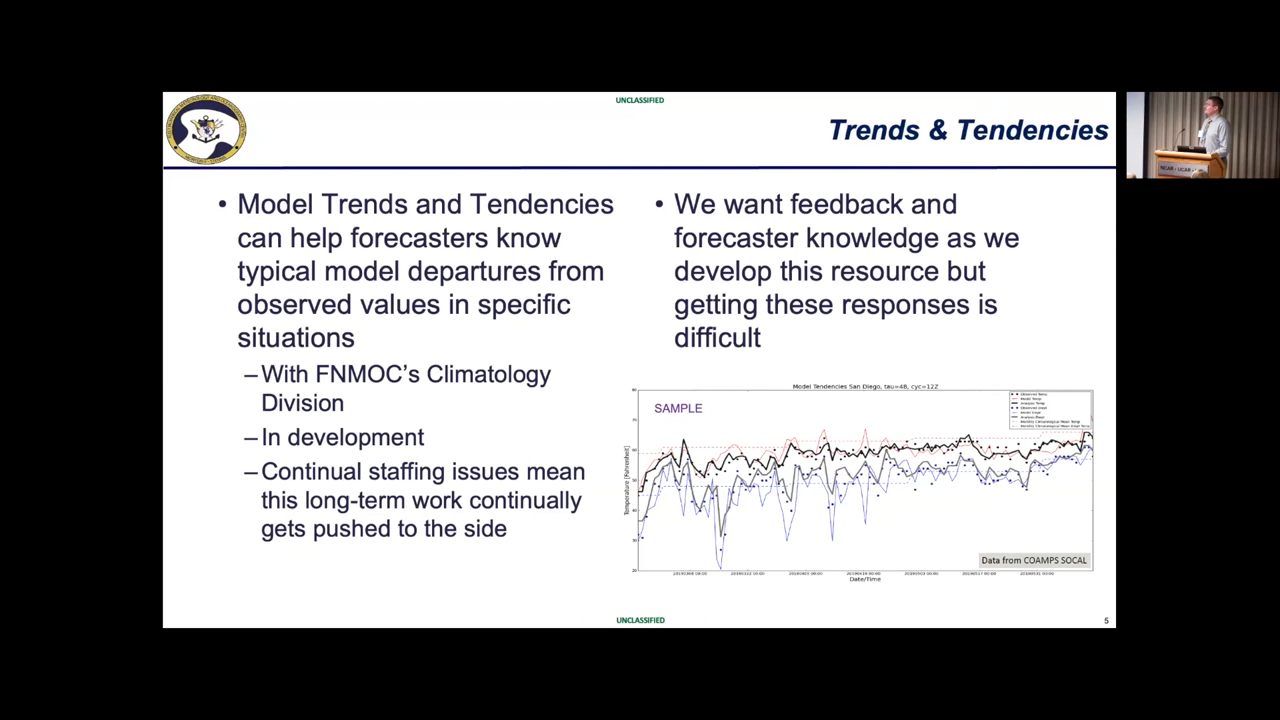 UNCLASSIFIED
Trends & Tendencies
• Model Trends and Tendencies
can help forecasters know
typical model departures from
observed values in specific
situations
–With FNMOC's Climatology
Division
–In development
–Continual staffing issues mean
this long-term work continually
gets pushed to the side
• We want feedback and
forecaster knowledge as we
develop this resource but
getting these responses is
difficult
Model Tendencies San Diego, tau=48, cyc=12Z
SAMPLE
Temperature [Fahrenheit]
Data from COAMPS SOCAL
Date/Time
UNCLASSIFIED
5